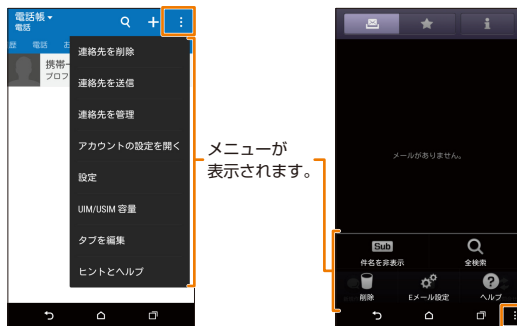 電話帳
電話
歴 電話 お
携帯
プロフ
連絡先を削除
連絡先を送信
連絡先を管理
アカウントの設定を開く
設定
UIM/USIM 容量
タブを編集
ヒントとヘルプ
メニューが
表示されます。
メールがありません。
Sub
件名を非表示
全検索
削除
Eメール設定
ヘルプ